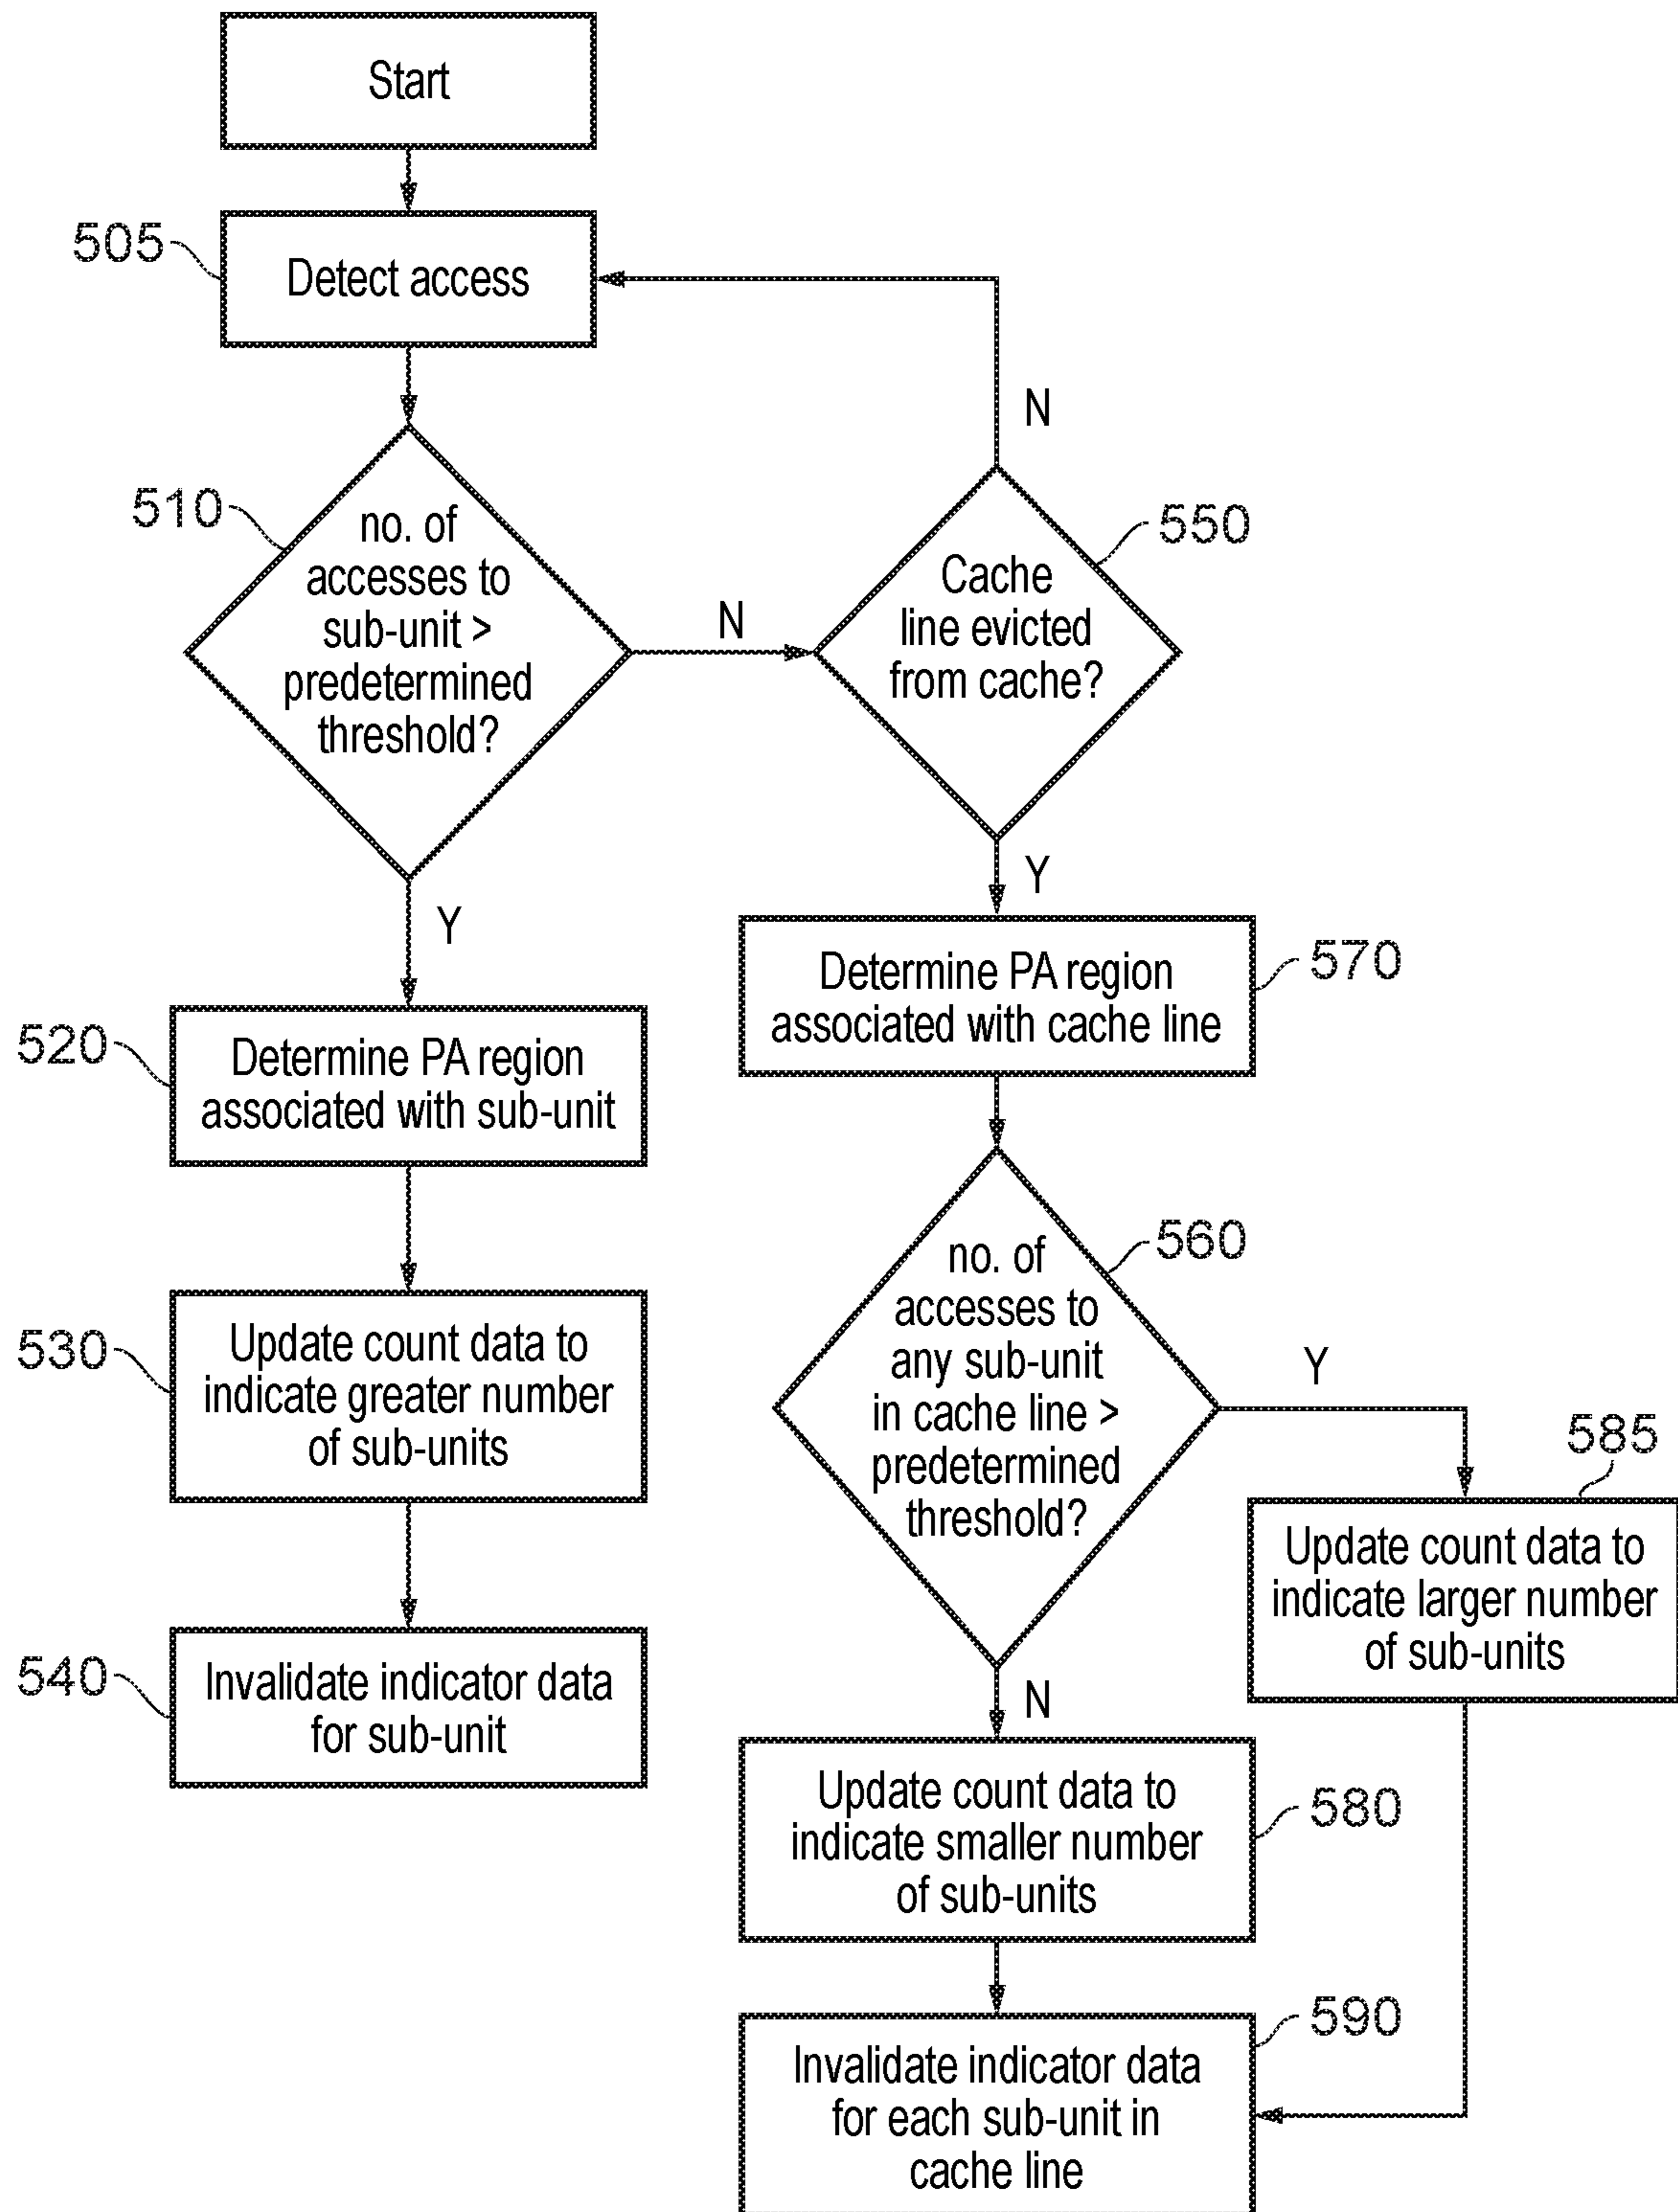 Start
505
Detect access
N
510
no. of
accesses to
sub-unit >
predetermined
threshold?
N
550
Cache
line evicted
from cache?
Y
Y
520
Determine PA region
associated with sub-unit
Determine PA region
associated with cache line
570
530
Update count data to
indicate greater number
of sub-units
560
no. of
accesses to
any sub-unit
in cache line >
predetermined
threshold?
Y
585
Update count data to
indicate larger number
of sub-units
540
Invalidate indicator data
for sub-unit
N
Update count data to
indicate smaller number
of sub-units
580
590
Invalidate indicator data
for each sub-unit in
cache line